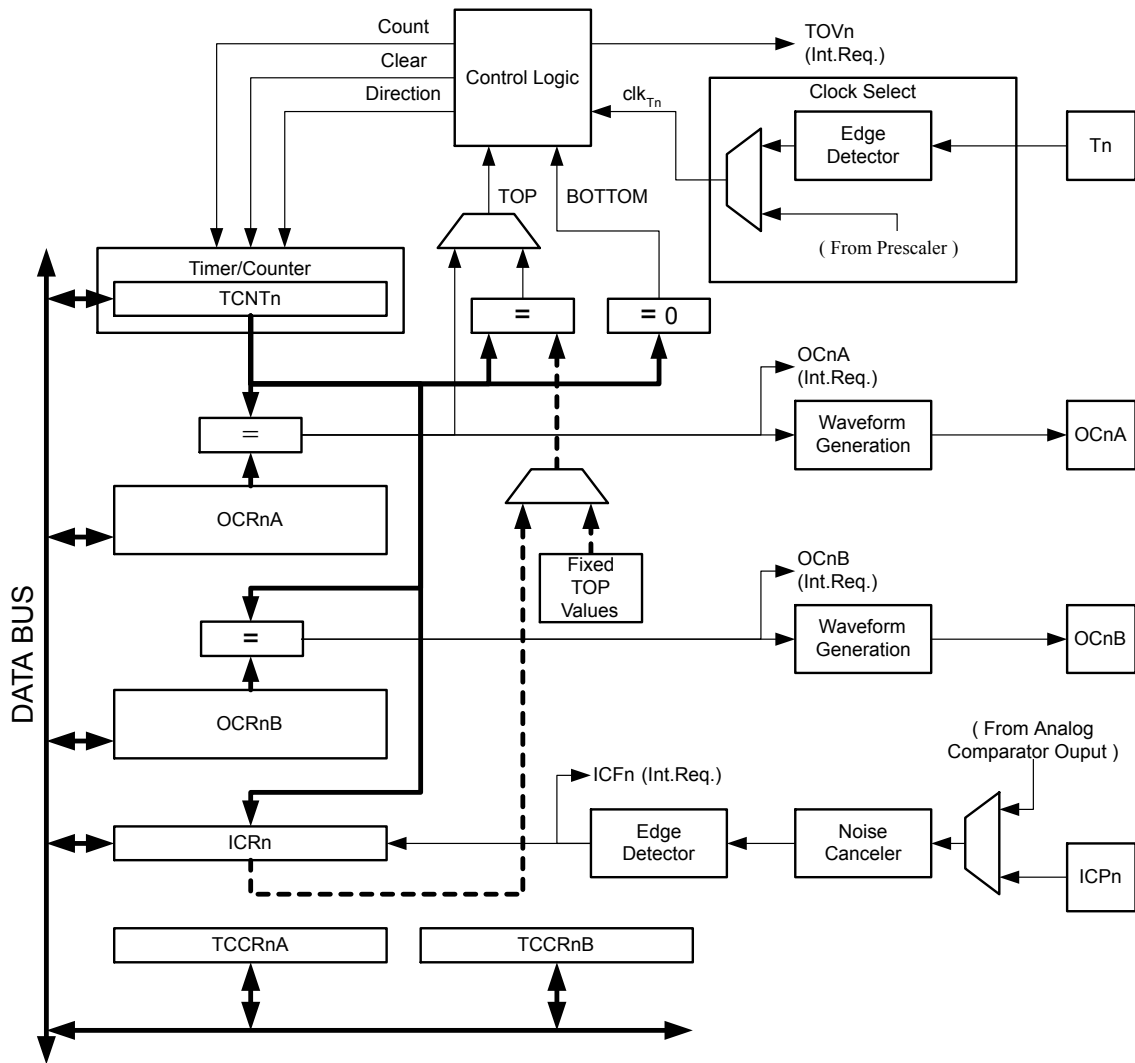 Count
Clear
Direction
Control Logic
TOVn
(Int.Req.)
clk_Tn
Clock Select
Edge
Detector
Tn
( From Prescaler )
TOP
BOTTOM
Timer/Counter
TCNTn
=
= 0
OCnA
(Int.Req.)
=
Waveform
Generation
OCnA
OCRnA
Fixed
TOP
Values
OCnB
(Int.Req.)
=
Waveform
Generation
OCnB
OCRnB
DATA BUS
( From Analog
Comparator Ouput )
ICFn (Int.Req.)
ICRn
Edge
Detector
Noise
Canceler
ICPn
TCCRnA
TCCRnB